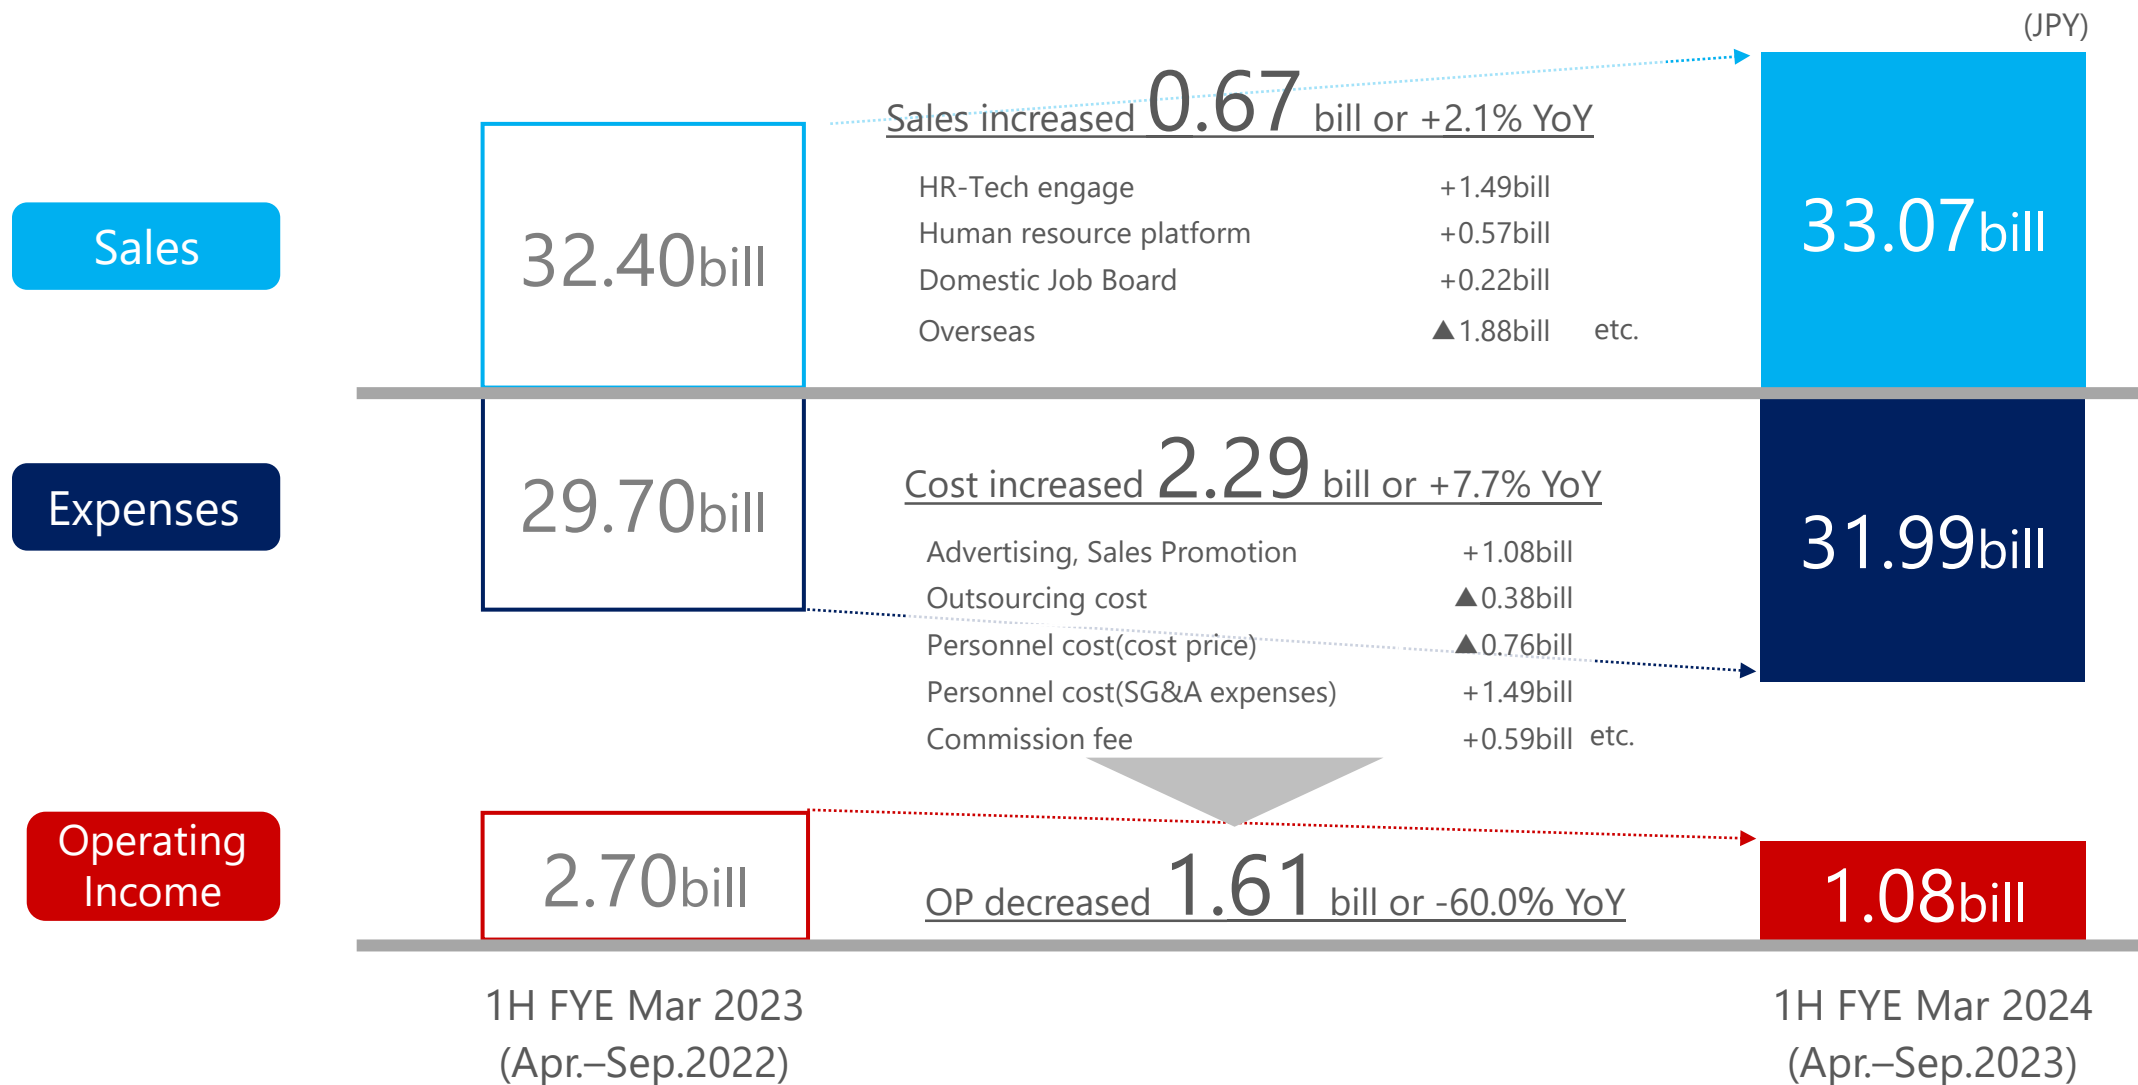 (JPY)
Sales
32.40bill
Sales increased 0.67 bill or +2.1% YoY
HR-Tech engage +1.49bill
Human resource platform +0.57bill
Domestic Job Board +0.22bill
Overseas ▲1.88bill etc.
33.07bill
Expenses
29.70bill
Cost increased 2.29 bill or +7.7% YoY
Advertising, Sales Promotion +1.08bill
Outsourcing cost ▲0.38bill
Personnel cost(cost price) ▲0.76bill
Personnel cost(SG&A expenses) +1.49bill
Commission fee +0.59bill etc.
31.99bill
Operating
Income
2.70bill
OP decreased 1.61 bill or -60.0% YoY
1.08bill
1H FYE Mar 2023
(Apr.–Sep.2022)
1H FYE Mar 2024
(Apr.–Sep.2023)